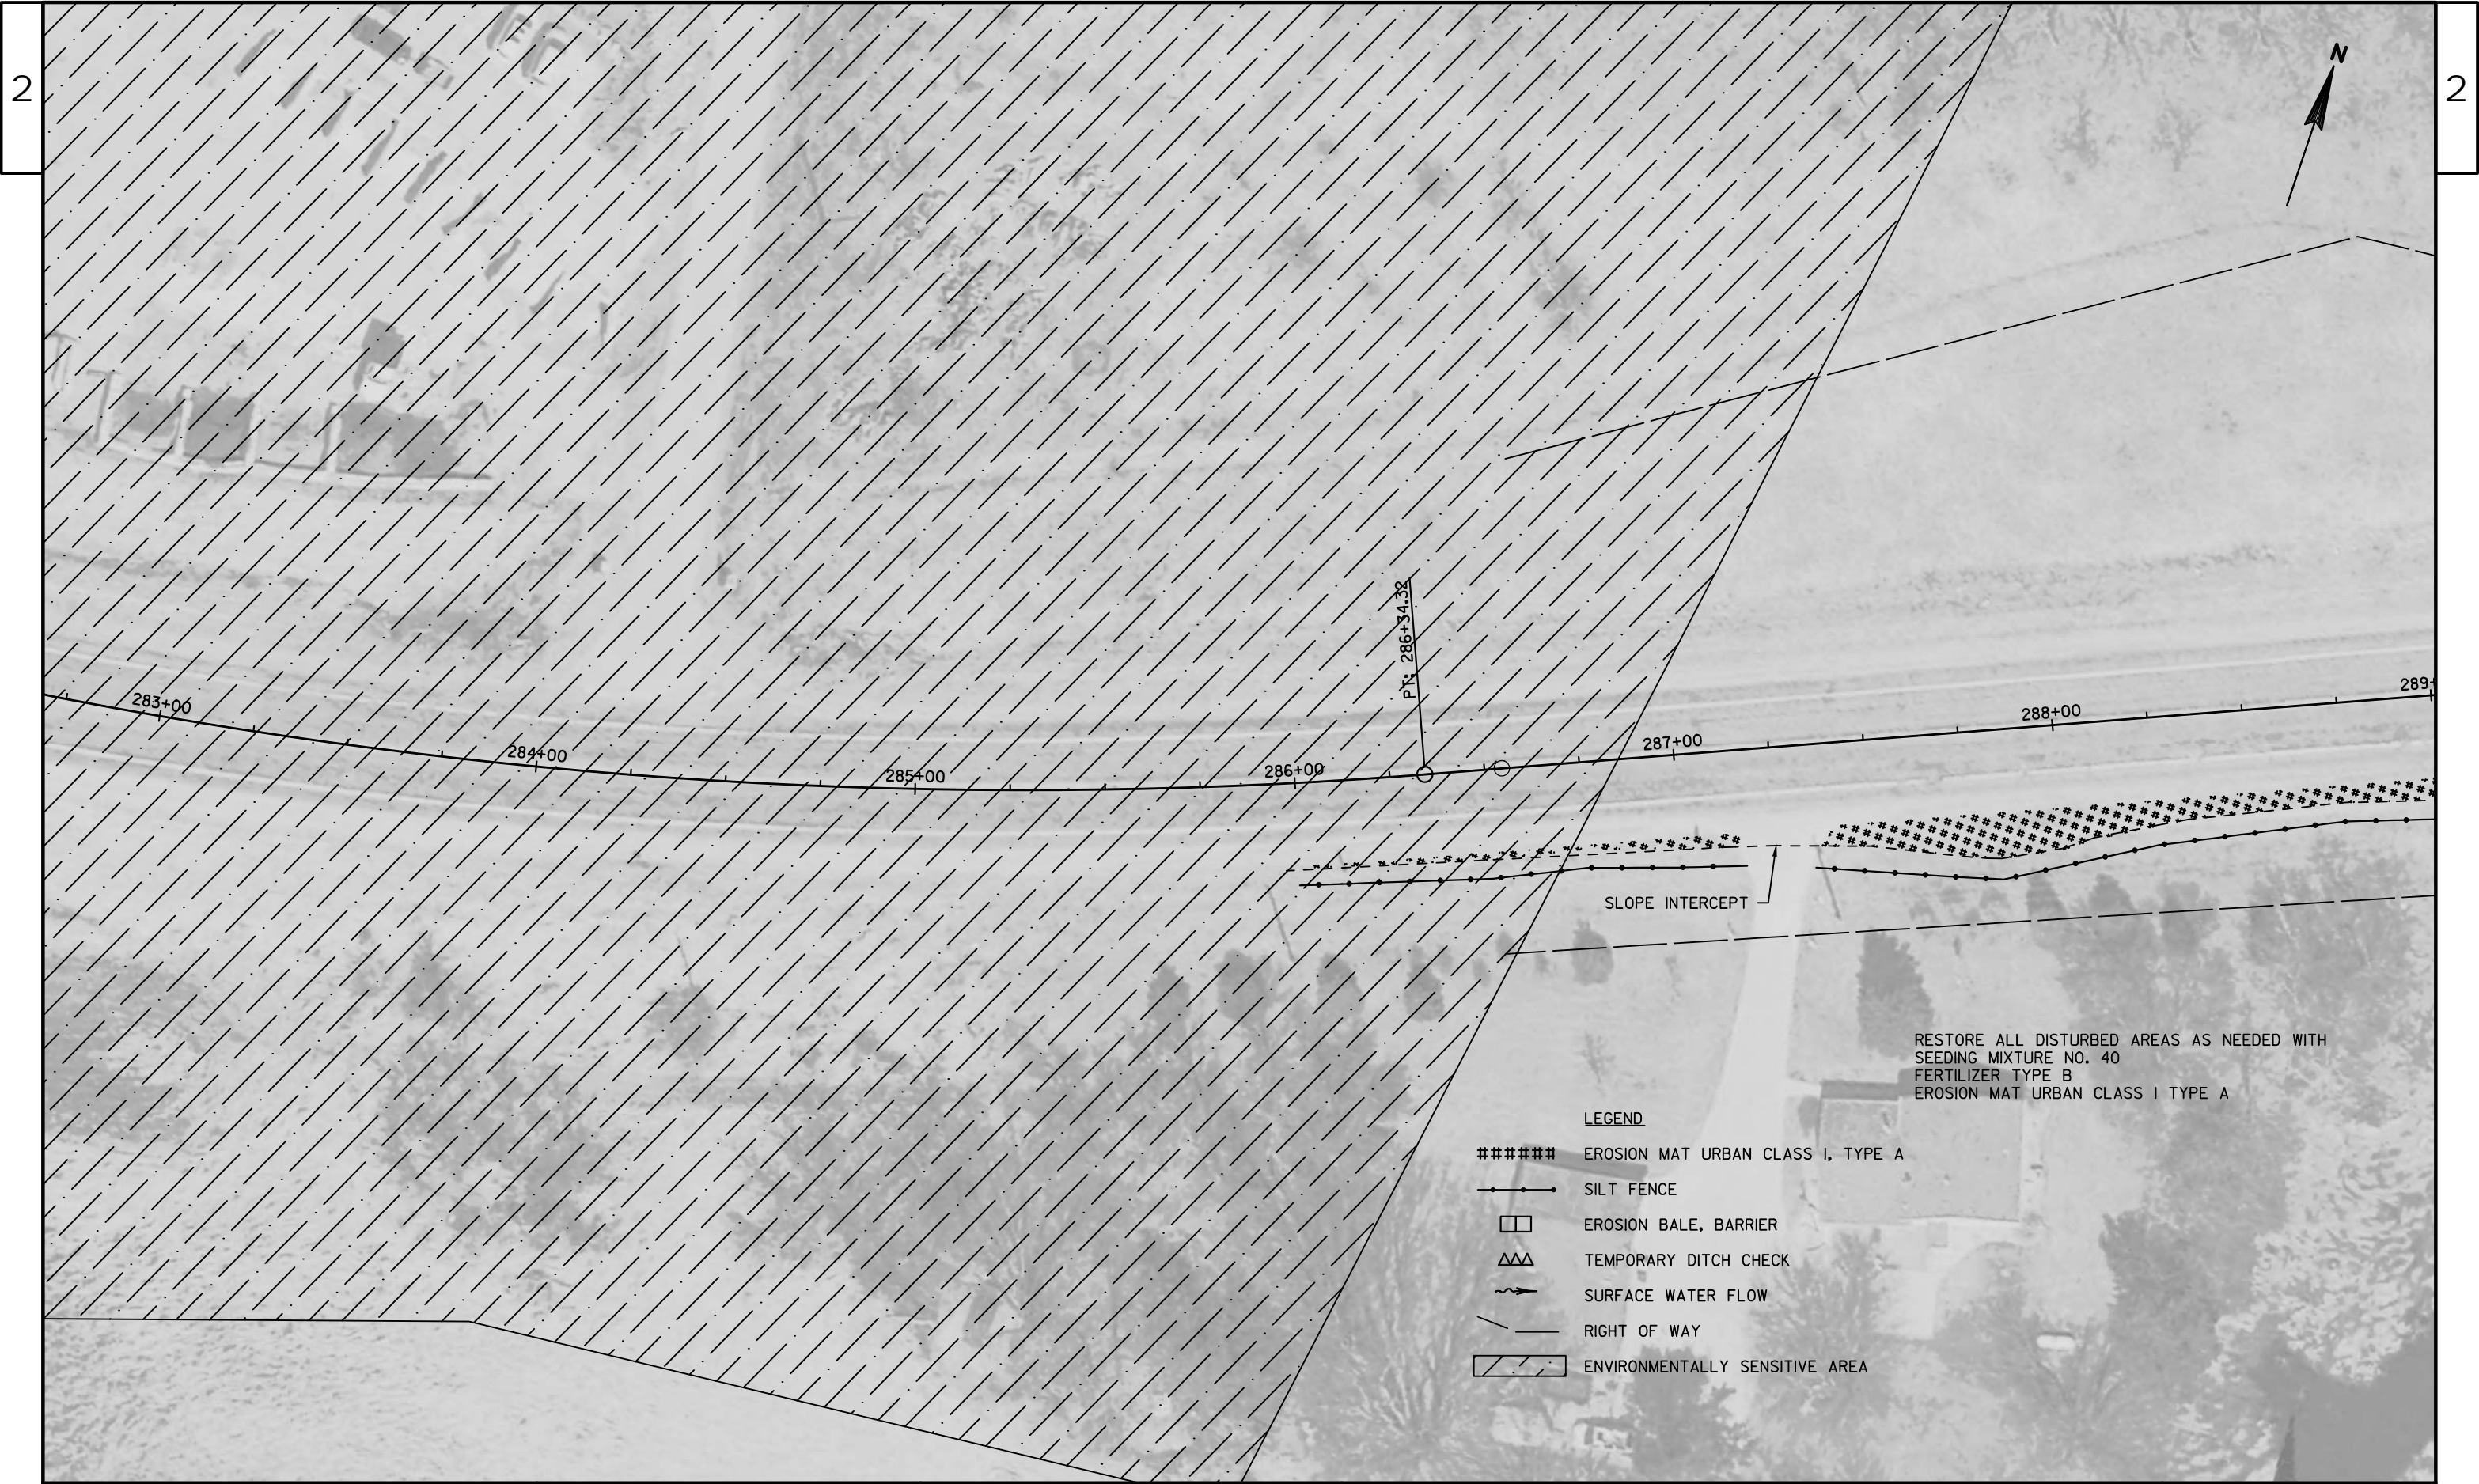 2
2
N
PT: 286+34.32
283+00
284+00
285+00
286+00
287+00
288+00
289+
SLOPE INTERCEPT
RESTORE ALL DISTURBED AREAS AS NEEDED WITH
SEEDING MIXTURE NO. 40
FERTILIZER TYPE B
EROSION MAT URBAN CLASS I TYPE A
LEGEND
EROSION MAT URBAN CLASS I, TYPE A
SILT FENCE
EROSION BALE, BARRIER
TEMPORARY DITCH CHECK
SURFACE WATER FLOW
RIGHT OF WAY
ENVIRONMENTALLY SENSITIVE AREA